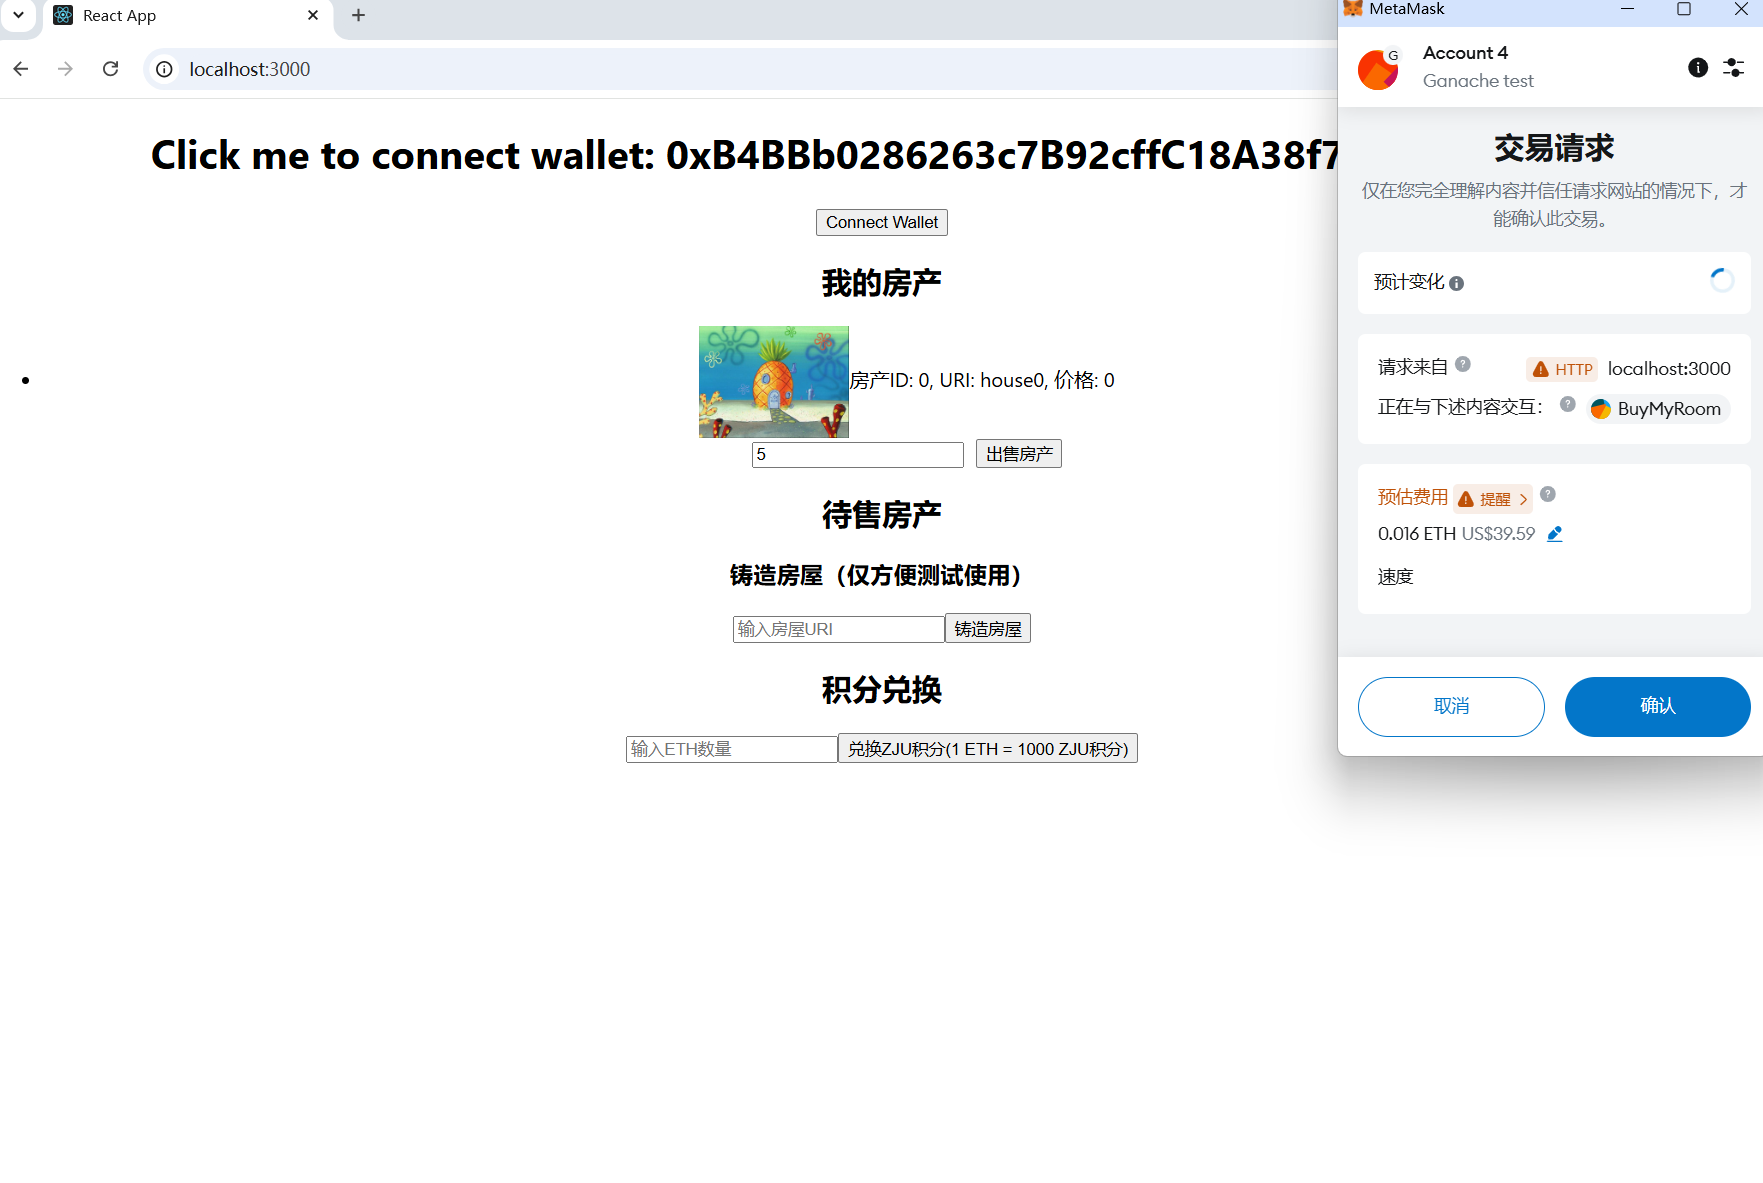 React App
localhost:3000
Click me to connect wallet: 0xB4BBb0286263c7B92cffC18A38f7
Connect Wallet
我的房产
房产ID: 0, URI: house0, 价格: 0
5
出售房产
待售房产
铸造房屋（仅方便测试使用）
输入房屋URI
铸造房屋
积分兑换
输入ETH数量
兑换ZJU积分(1 ETH = 1000 ZJU积分)
MetaMask
G
Account 4
Ganache test
交易请求
仅在您完全理解内容并信任请求网站的情况下，才
能确认此交易。
预计变化
请求来自
HTTP
localhost:3000
正在与下述内容交互：
BuyMyRoom
预估费用
提醒
0.016 ETH US$39.59
速度
取消
确认